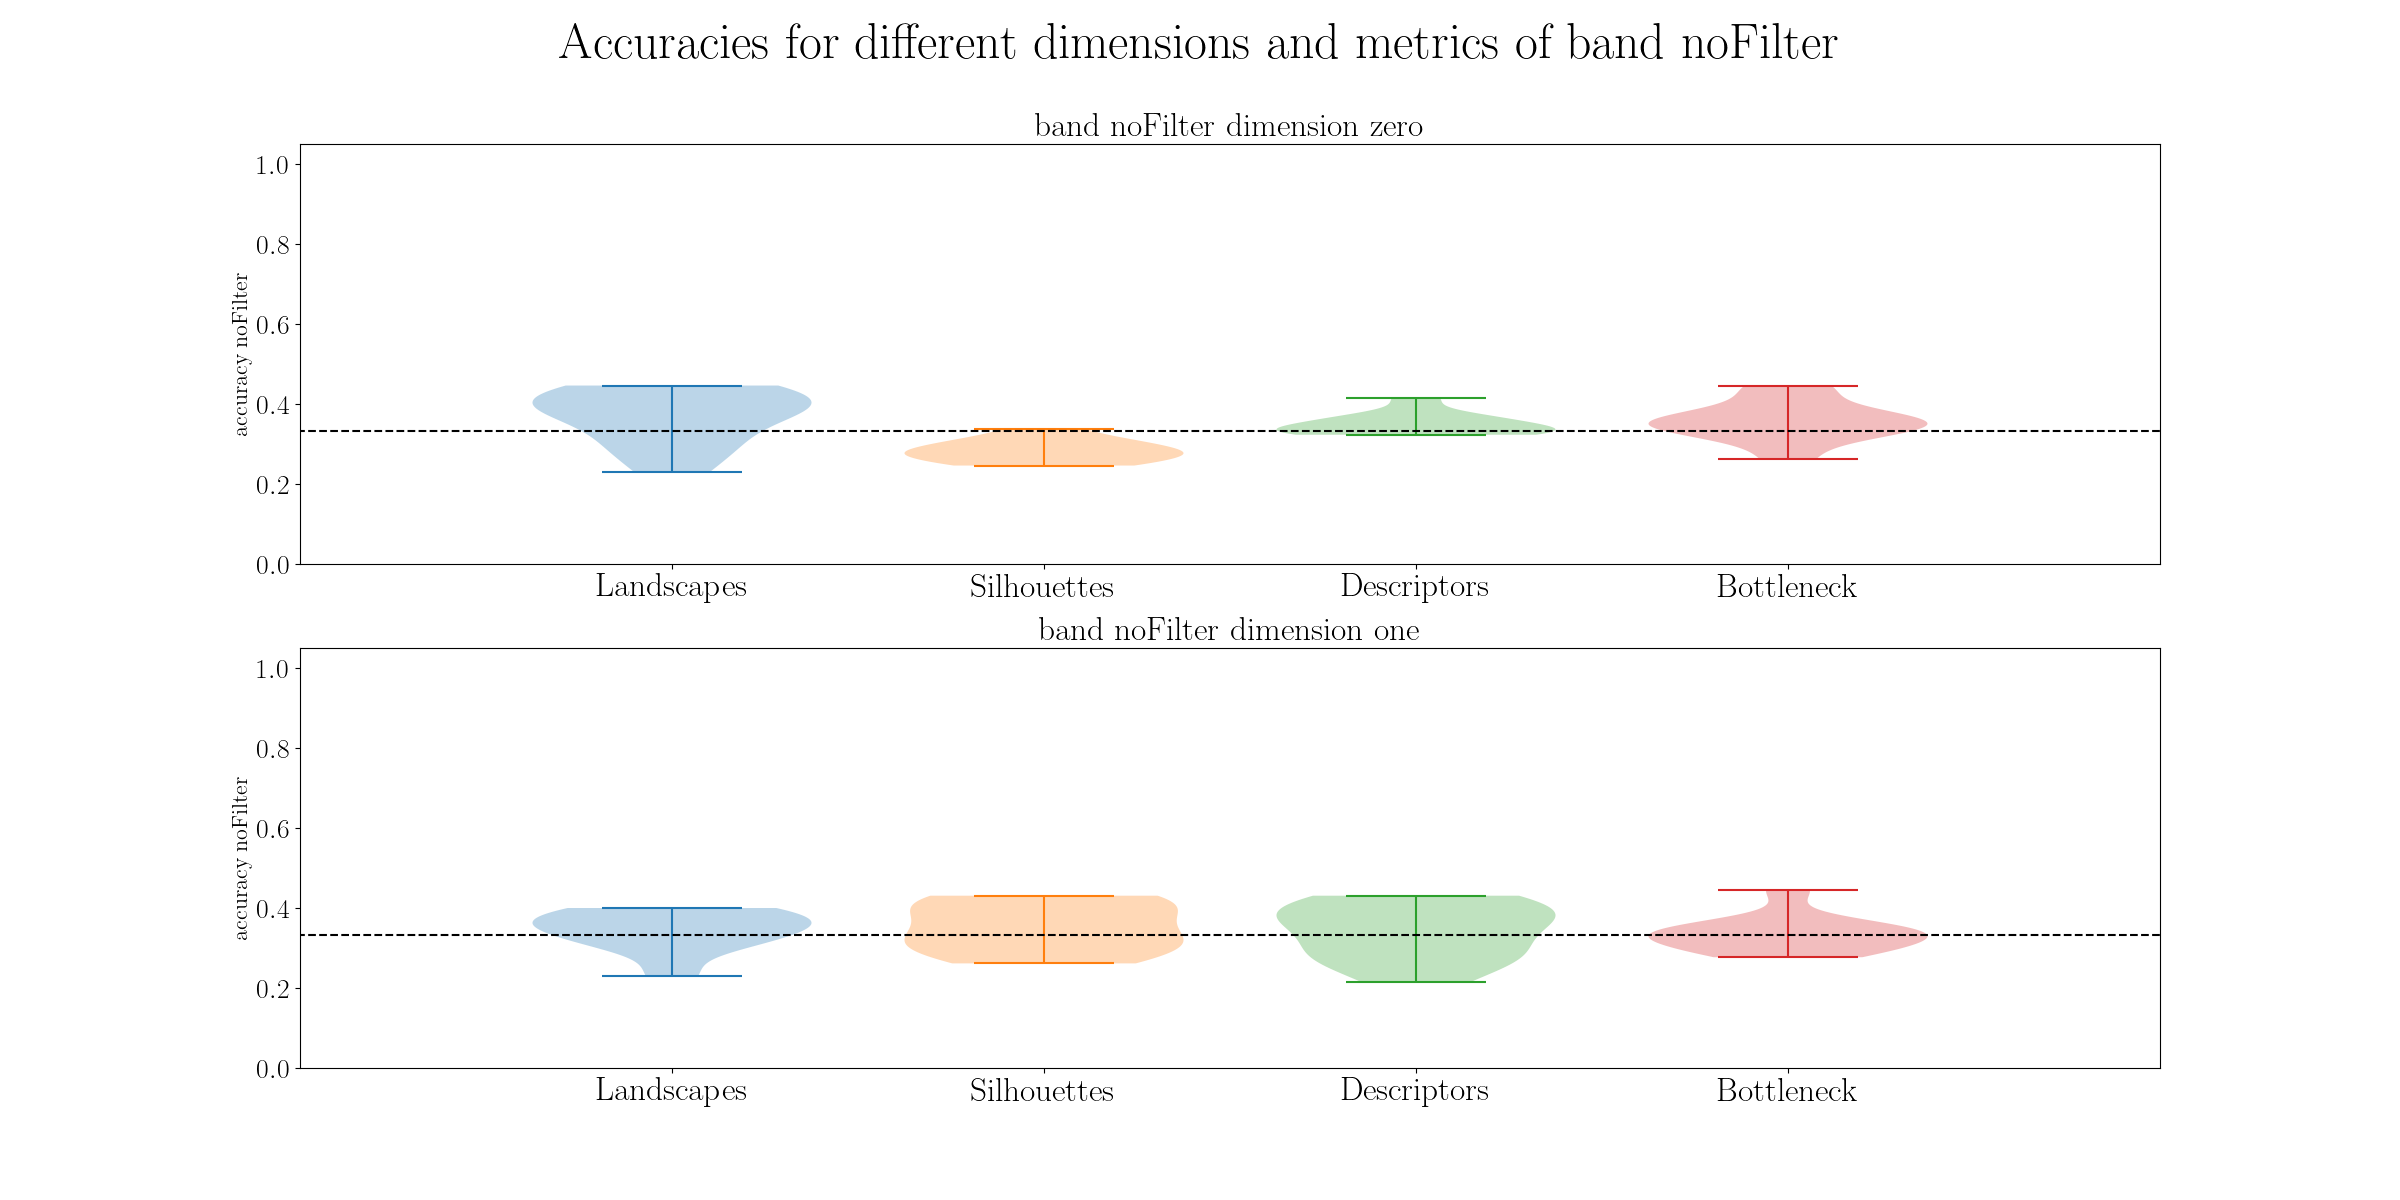 Accuracies for different dimensions and metrics of band noFilter
band noFilter dimension zero
accuracy noFilter
1.0
0.8
0.6
0.4
0.2
0.0
Landscapes Silhouettes Descriptors Bottleneck
band noFilter dimension one
accuracy noFilter
1.0
0.8
0.6
0.4
0.2
0.0
Landscapes Silhouettes Descriptors Bottleneck